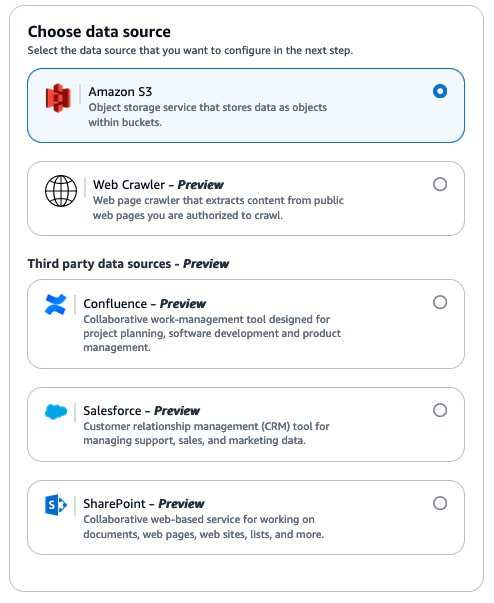 Choose data source
Select the data source that you want to configure in the next step.
Amazon S3
Object storage service that stores data as objects
within buckets.
Web Crawler - Preview
Web page crawler that extracts content from public
web pages you are authorized to crawl.
Third party data sources - Preview
Confluence - Preview
Collaborative work-management tool designed for
project planning, software development and product
management.
Salesforce - Preview
Customer relationship management (CRM) tool for
managing support, sales, and marketing data.
S
SharePoint - Preview
Collaborative web-based service for working on
documents, web pages, web sites, lists, and more.